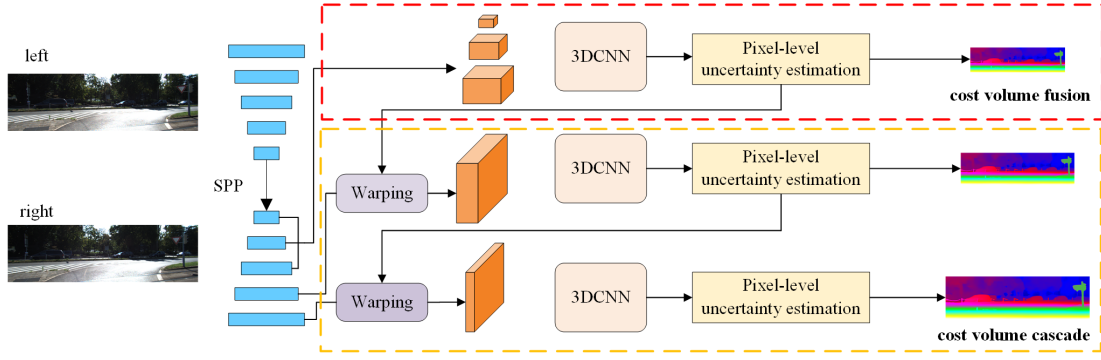 left
right
SPP
3DCNN
Pixel-level
uncertainty estimation
cost volume fusion
Warping
3DCNN
Pixel-level
uncertainty estimation
Warping
3DCNN
Pixel-level
uncertainty estimation
cost volume cascade